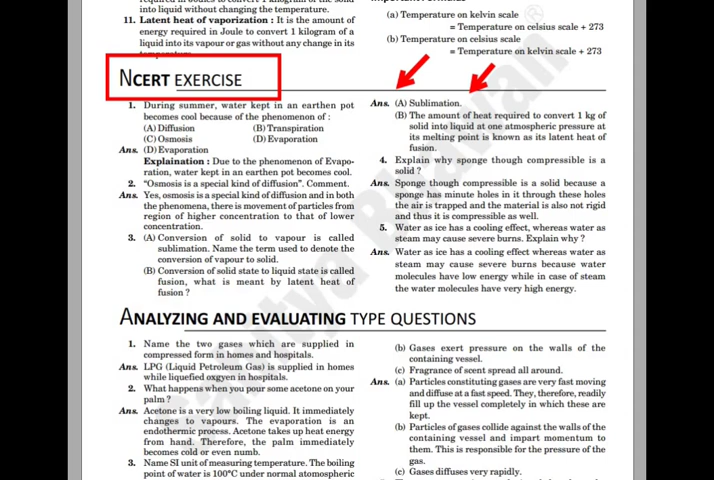 into liquid without changing the temperature.
11. Latent heat of vaporization : It is the amount of
energy required in Joule to convert 1 kilogram of a
liquid into its vapour or gas without any change in its
(a) Temperature on kelvin scale
= Temperature on celsius scale + 273
(b) Temperature on celsius scale
= Temperature on kelvin scale + 273
NCERT EXERCISE
1. During summer, water kept in an earthen pot
becomes cool because of the phenomenon of :
(A) Diffusion (B) Transpiration
(C) Osmosis (D) Evaporation
Ans. (D) Evaporation
Explaination : Due to the phenomenon of Evapo-
ration, water kept in an earthen pot becomes cool.
2. “Osmosis is a special kind of diffusion”. Comment.
Ans. Yes, osmosis is a special kind of diffusion and in both
the phenomena, there is movement of particles from
region of higher concentration to that of lower
concentration.
3. (A) Conversion of solid to vapour is called
sublimation. Name the term used to denote the
conversion of vapour to solid.
(B) Conversion of solid state to liquid state is called
fusion, what is meant by latent heat of
fusion ?
Ans. (A) Sublimation.
(B) The amount of heat required to convert 1 kg of
solid into liquid at one atmospheric pressure at
its melting point is known as its latent heat of
fusion.
4. Explain why sponge though compressible is a
solid ?
Ans. Sponge though compressible is a solid because a
sponge has minute holes in it through these holes
the air is trapped and the material is also not rigid
and thus it is compressible as well.
5. Water as ice has a cooling effect, whereas water as
steam may cause severe burns. Explain why ?
Ans. Water as ice has a cooling effect whereas water as
steam may cause severe burns because water
molecules have low energy while in case of steam
the water molecules have very high energy.
ANALYZING AND EVALUATING TYPE QUESTIONS
1. Name the two gases which are supplied in
compressed form in homes and hospitals.
Ans. LPG (Liquid Petroleum Gas) is supplied in homes
while liquefied oxgyen in hospitals.
2. What happens when you pour some acetone on your
palm ?
Ans. Acetone is a very low boiling liquid. It immediately
changes to vapours. The evaporation is an
endothermic process. Acetone takes up heat energy
from hand. Therefore, the palm immediately
becomes cold or even numb.
3. Name SI unit of measuring temperature. The boiling
point of water is 100°C under normal atmospheric
(b) Gases exert pressure on the walls of the
containing vessel.
(c) Fragrance of scent spread all around.
Ans. (a) Particles constituting gases are very fast moving
and diffuse at a fast speed. They, therefore, readily
fill up the vessel completely in which these are
kept.
(b) Particles of gases collide against the walls of the
containing vessel and impart momentum to
them. This is responsible for the pressure of the
gas.
(c) Gases diffuses very rapidly.